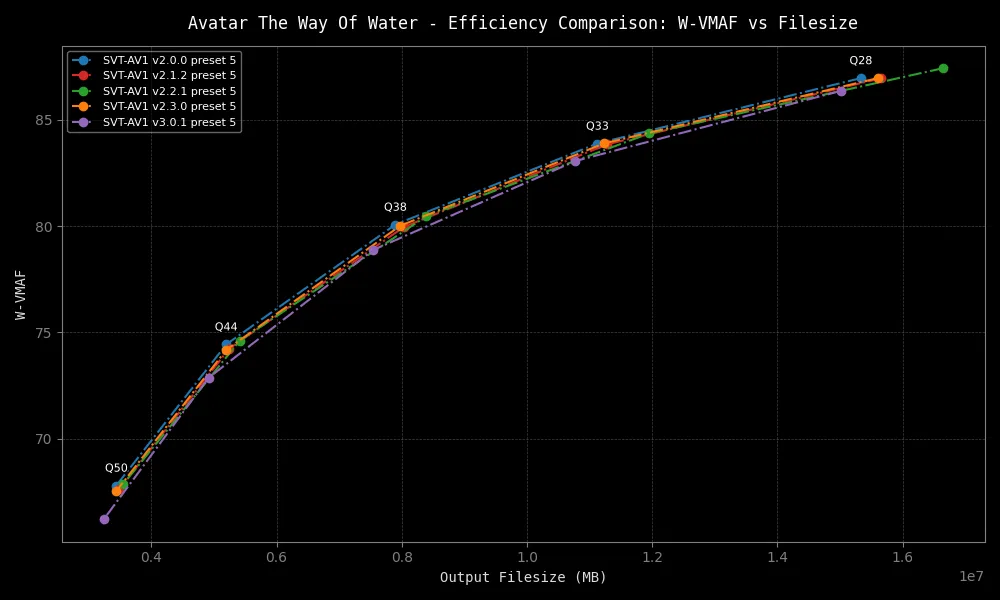 Avatar The Way Of Water - Efficiency Comparison: W-VMAF vs Filesize
SVT-AV1 v2.0.0 preset 5
SVT-AV1 v2.1.2 preset 5
SVT-AV1 v2.2.1 preset 5
SVT-AV1 v2.3.0 preset 5
SVT-AV1 v3.0.1 preset 5
Q28
Q33
Q38
Q44
Q50
85
80
75
70
W-VMAF
0.4 0.6 0.8 1.0 1.2 1.4 1.6
1e7
Output Filesize (MB)